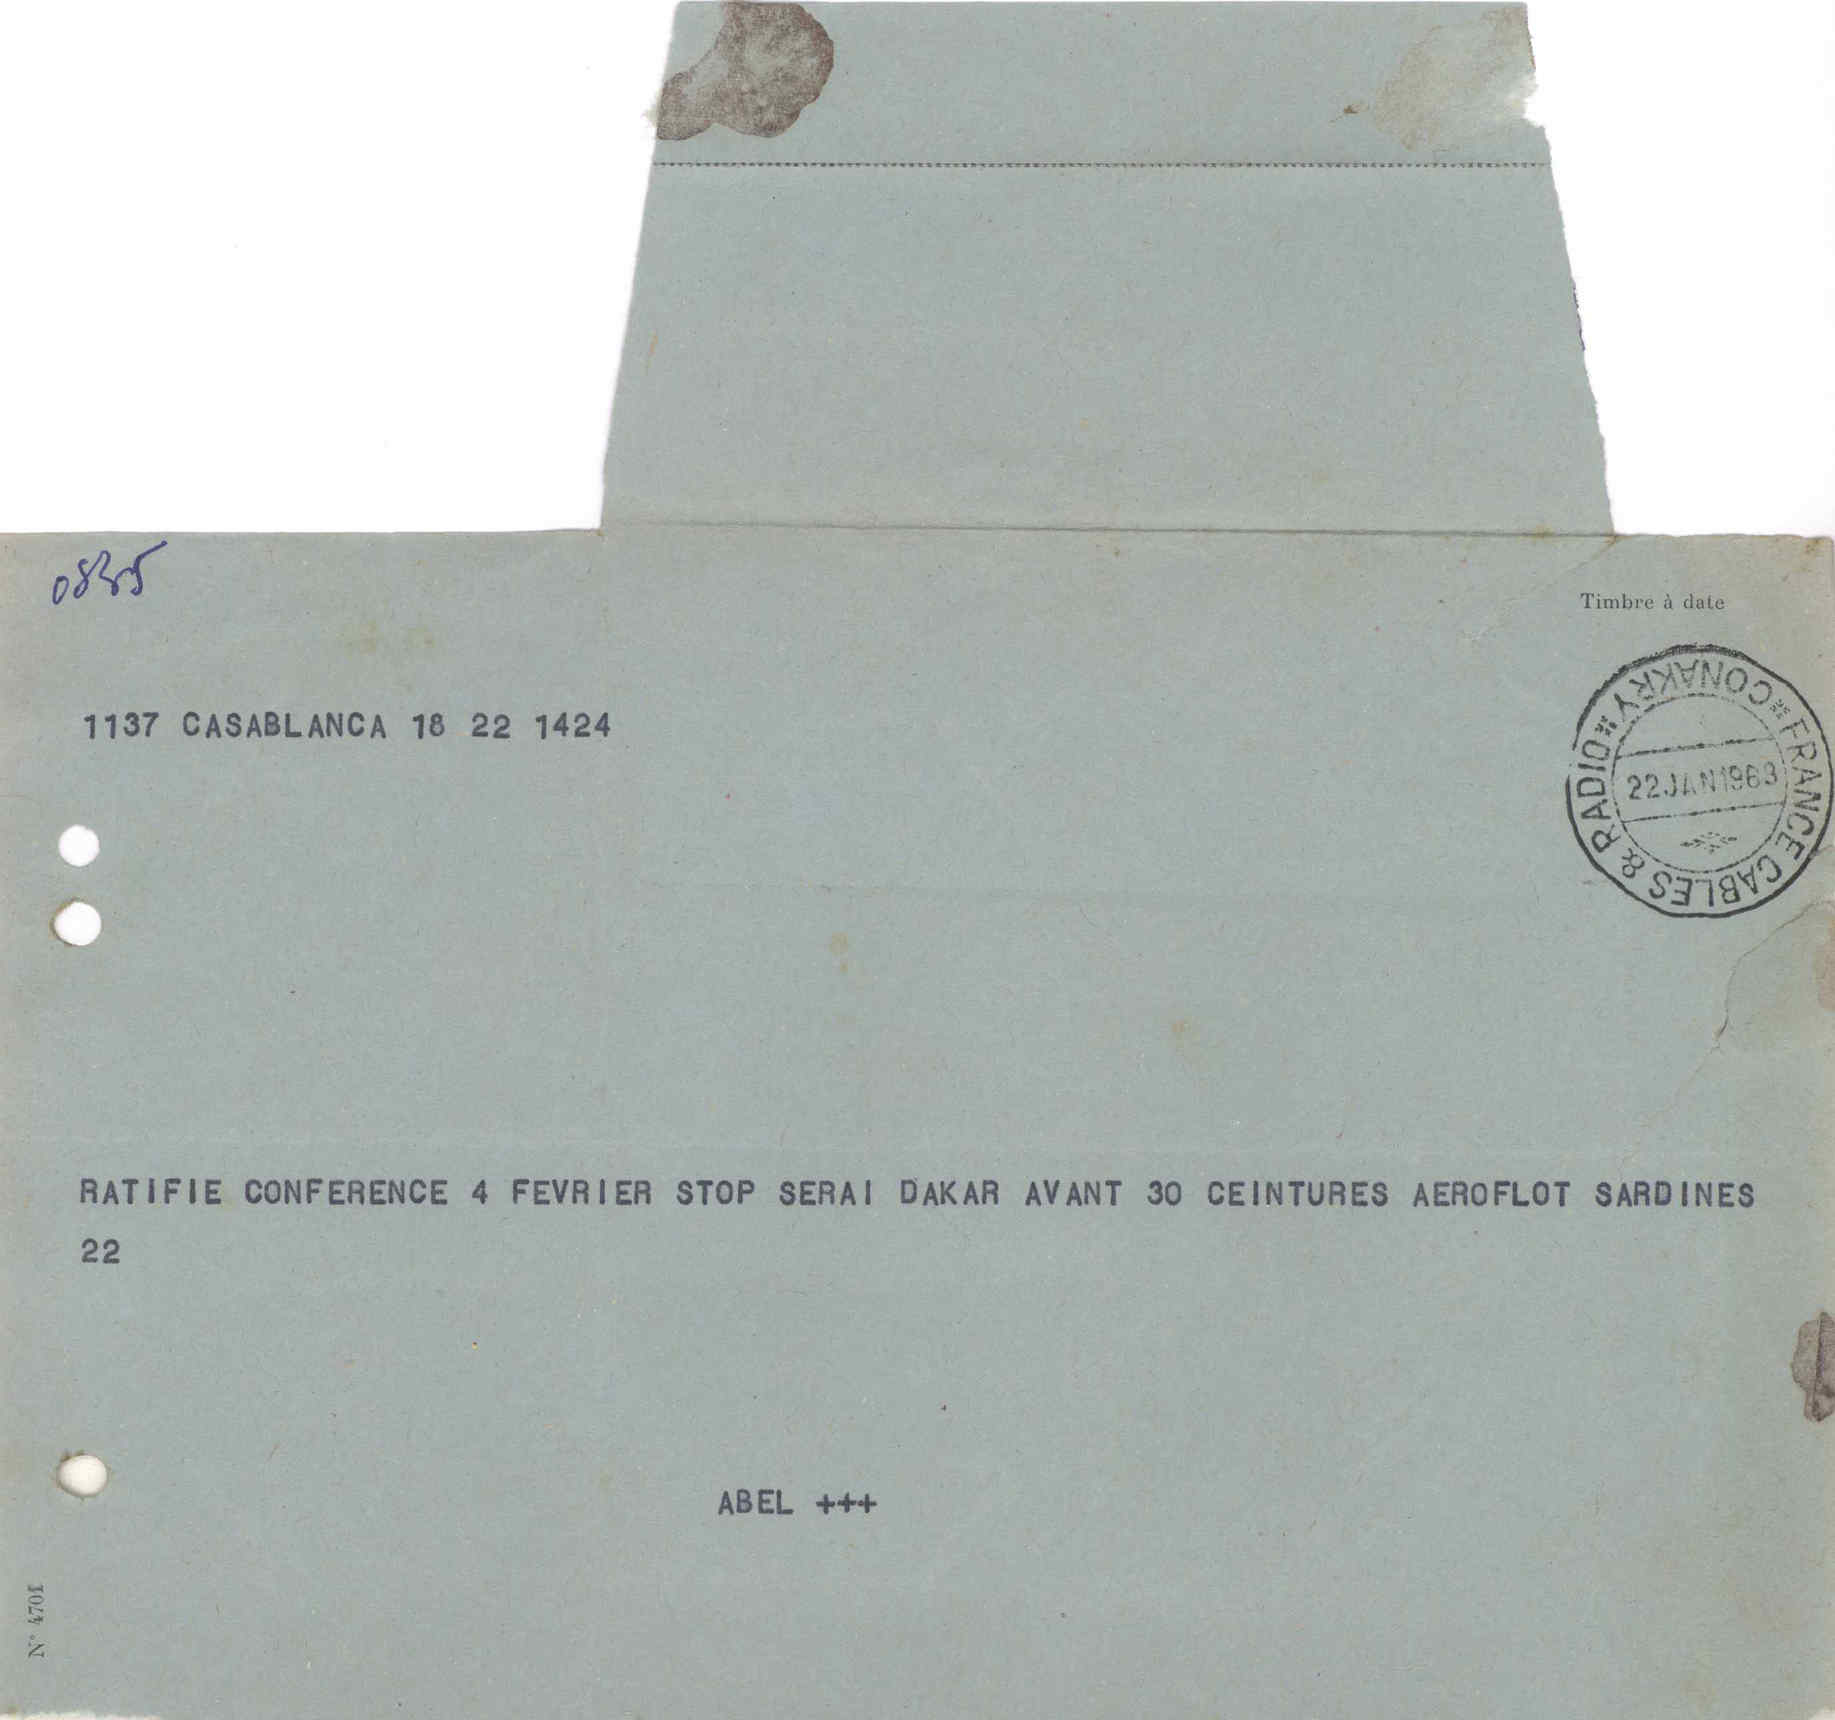 0835
Timbre à date
1137 CASABLANCA 18 22 1424
CONAKRY
FRANCE CABLES & RADIO
22 JAN 1963
RATIFIE CONFERENCE 4 FEVRIER STOP SERAI DAKAR AVANT 30 CEINTURES AEROFLOT SARDINES
22
ABEL +++
N° 4701